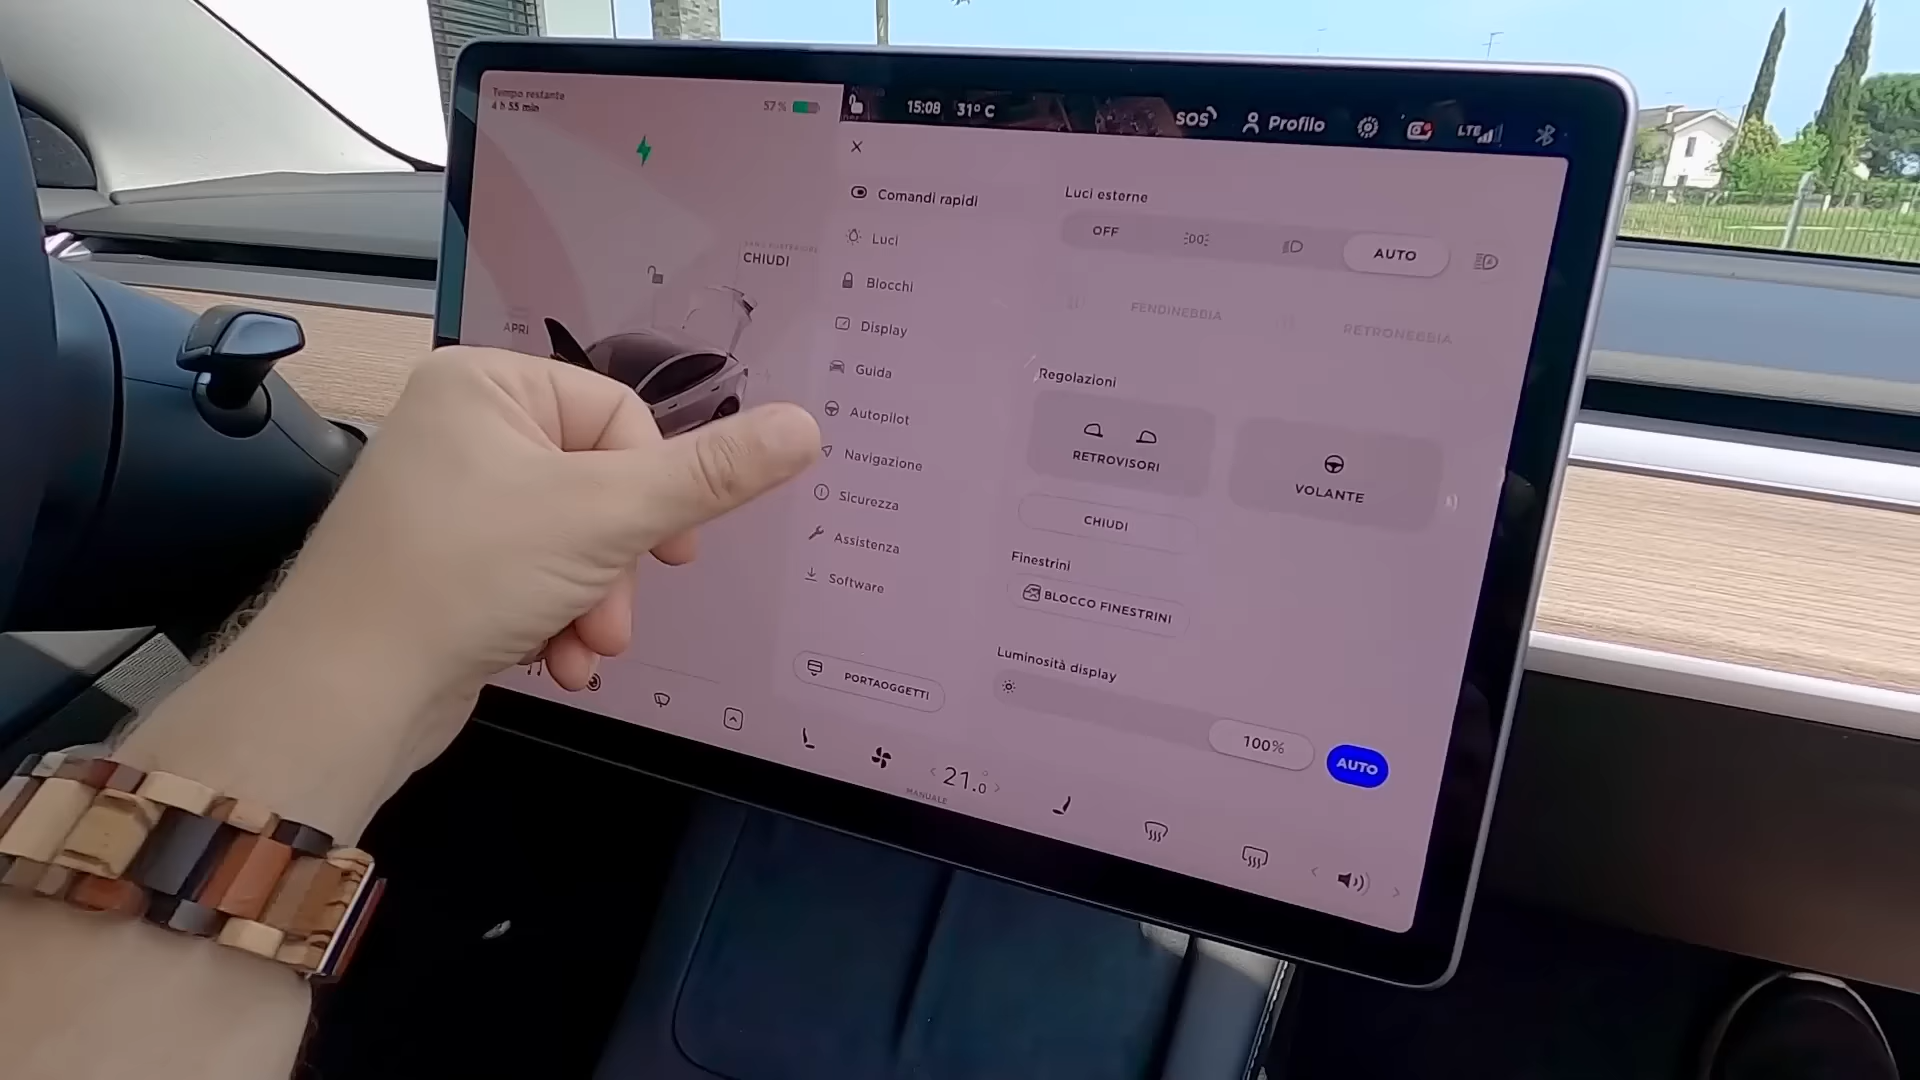 Tempo restante
4 h 55 min
57 %
15:08
31° C
SOS
Profilo
LTE
CHIUDI
APRI
Comandi rapidi
Luci
Blocchi
Display
Guida
Autopilot
Navigazione
Sicurezza
Assistenza
Software
PORTAOGGETTI
Luci esterne
OFF
AUTO
FENDINEBBIA
RETRONEBBIA
Regolazioni
RETROVISORI
VOLANTE
CHIUDI
Finestrini
BLOCCO FINESTRINI
Luminosità display
100%
AUTO
21.0
MANUALE